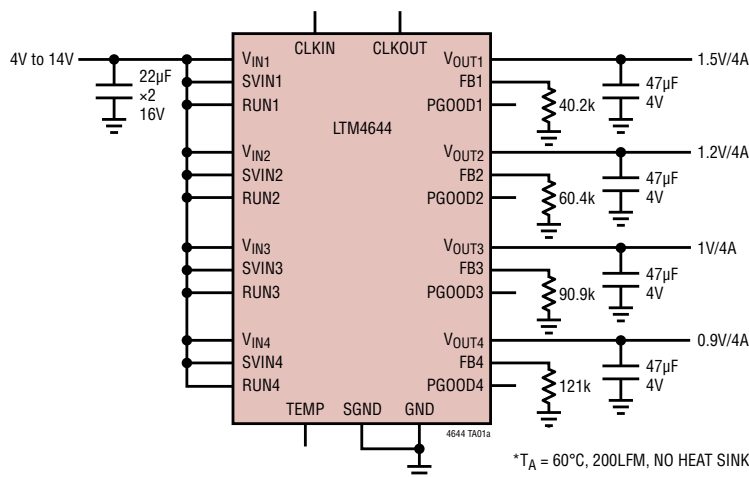 CLKIN CLKOUT
4V to 14V
22µF
×2
16V
VIN1
SVIN1
RUN1
VIN2
SVIN2
RUN2
VIN3
SVIN3
RUN3
VIN4
SVIN4
RUN4
LTM4644
VOUT1
FB1
PGOOD1
VOUT2
FB2
PGOOD2
VOUT3
FB3
PGOOD3
VOUT4
FB4
PGOOD4
TEMP SGND GND
40.2k
47µF
4V
1.5V/4A
60.4k
47µF
4V
1.2V/4A
90.9k
47µF
4V
1V/4A
121k
47µF
4V
0.9V/4A
4644 TA01a
*TA = 60°C, 200LFM, NO HEAT SINK